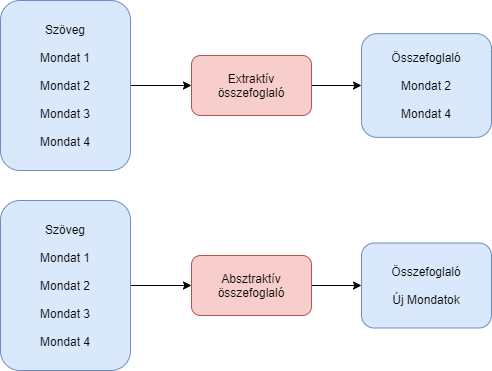 Szöveg
Mondat 1
Mondat 2
Mondat 3
Mondat 4
Extraktív
összefoglaló
Összefoglaló
Mondat 2
Mondat 4
Szöveg
Mondat 1
Mondat 2
Mondat 3
Mondat 4
Absztraktív
összefoglaló
Összefoglaló
Új Mondatok